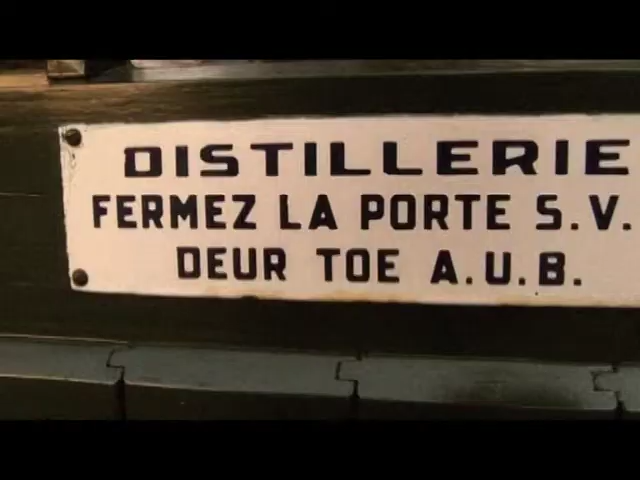 DISTILLERIE
FERMEZ LA PORTE S.V.
DEUR TOE A.U.B.